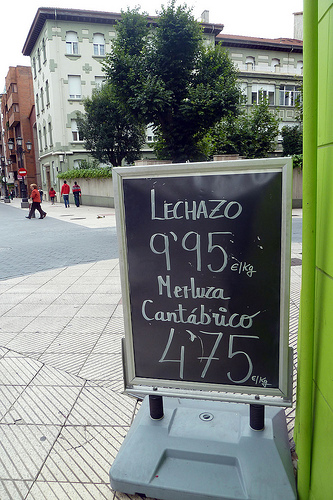 LECHAZO
9'95 €/Kg
Merluza
Cantábrico
4'75 €/Kg